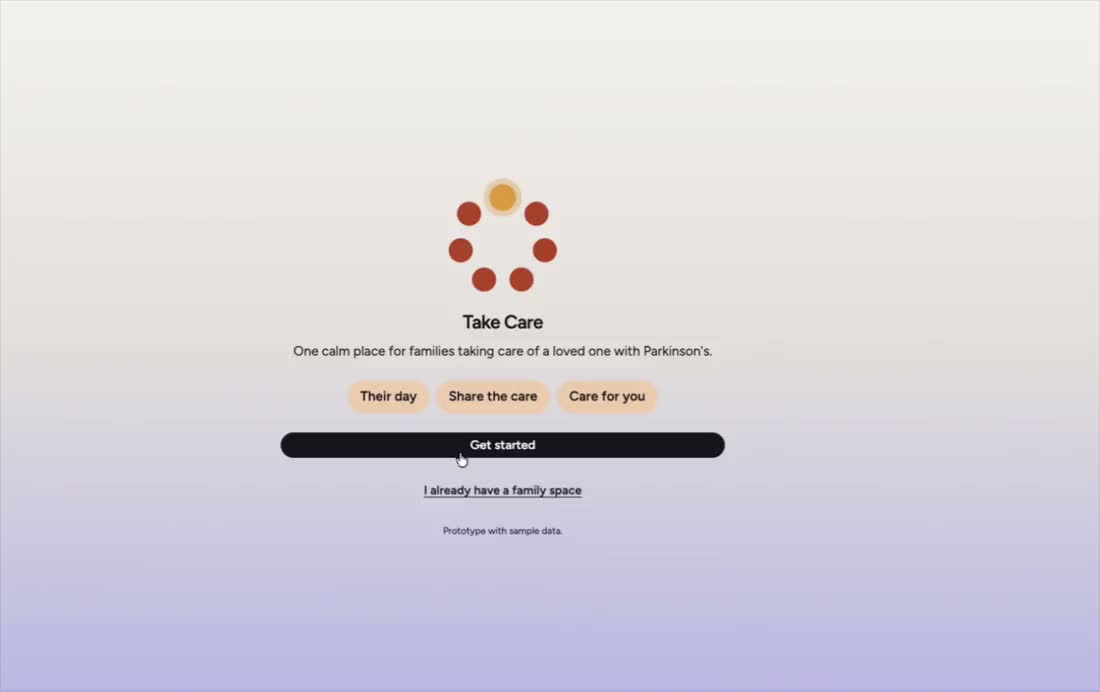 Take Care
One calm place for families taking care of a loved one with Parkinson's.
Their day Share the care Care for you
Get started
I already have a family space
Prototype with sample data.